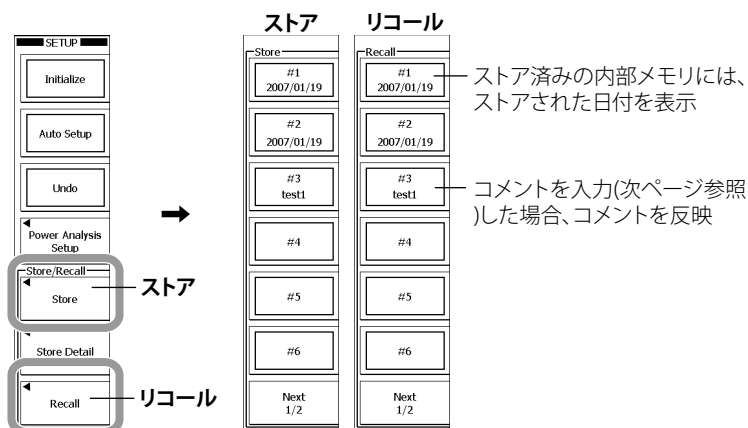 SETUP
Initialize
Auto Setup
Undo
Power Analysis
Setup
Store/Recall
Store
ストア
Store Detail
Recall
リコール
ストア
Store
#1
2007/01/19
#2
2007/01/19
#3
test1
#4
#5
#6
Next
1/2
リコール
Recall
#1
2007/01/19
#2
2007/01/19
#3
test1
#4
#5
#6
Next
1/2
ストア済みの内部メモリには、
ストアされた日付を表示
コメントを入力(次ページ参照
)した場合、コメントを反映